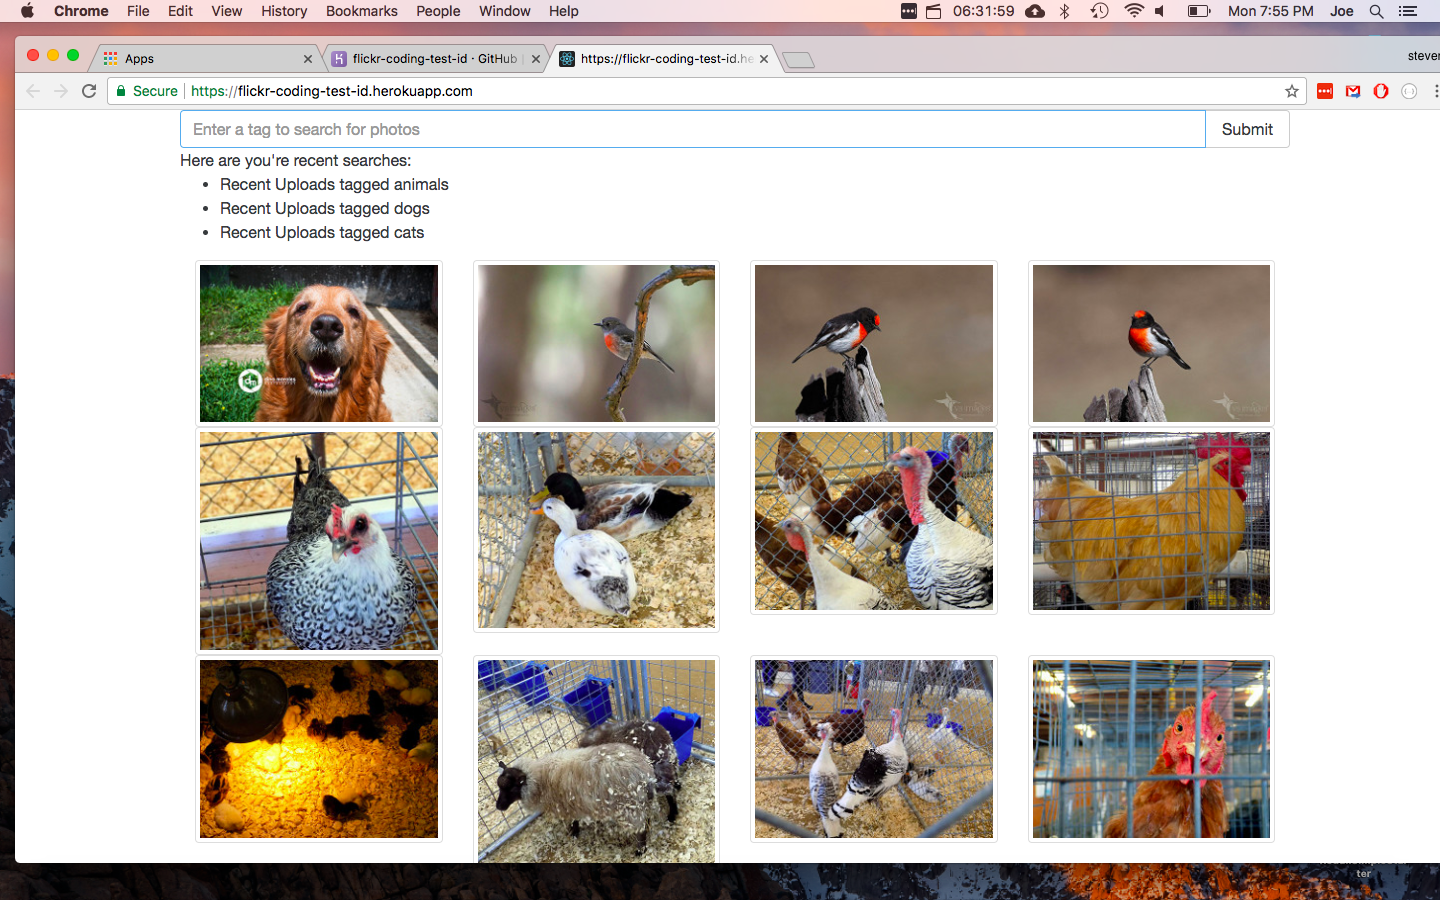 Chrome File Edit View History Bookmarks People Window Help 06:31:59 Mon 7:55 PM Joe
Apps flickr-coding-test-id · GitHub https://flickr-coding-test-id.he steven
Secure https://flickr-coding-test-id.herokuapp.com
Enter a tag to search for photos Submit
Here are you're recent searches:
Recent Uploads tagged animals
Recent Uploads tagged dogs
Recent Uploads tagged cats
ter